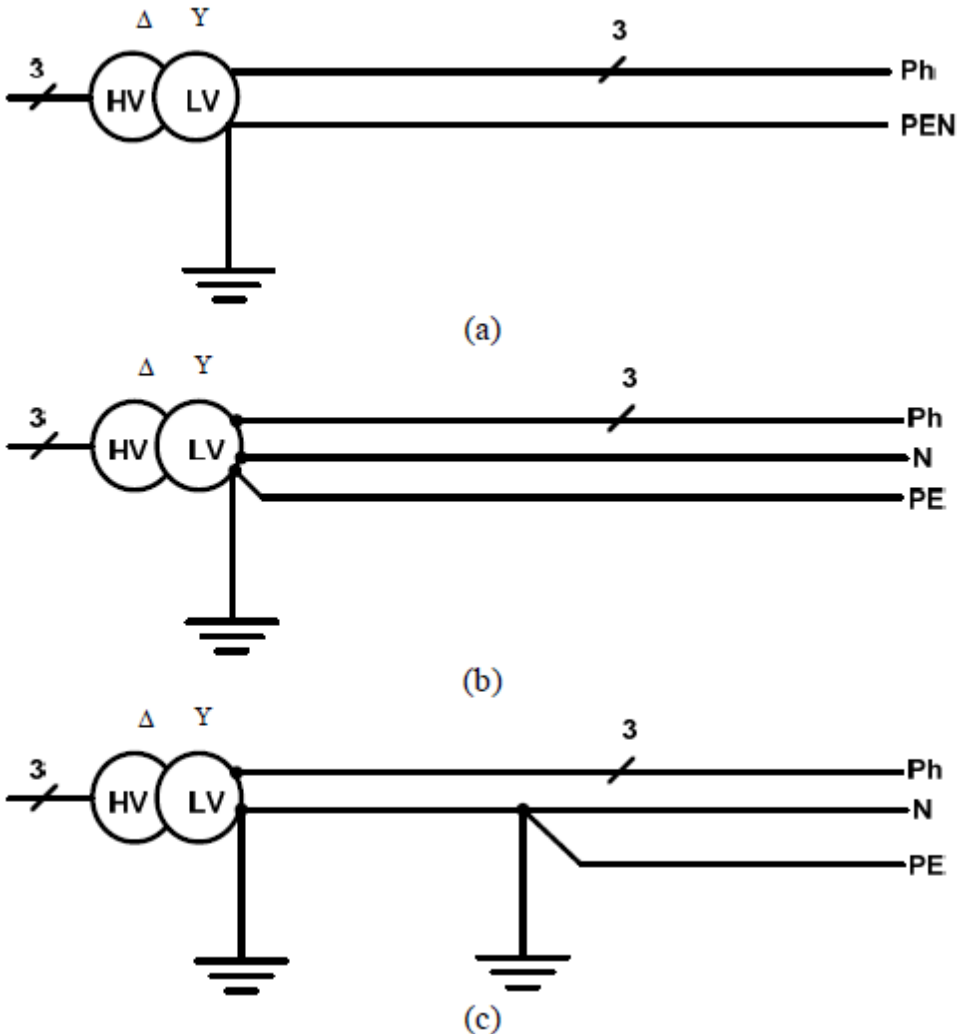 Δ Y
3 3
HV LV Ph
PEN
(a)
Δ Y
3
3 Ph
HV LV N
PE
(b)
Δ Y
3
3 Ph
HV LV N
PE
(c)